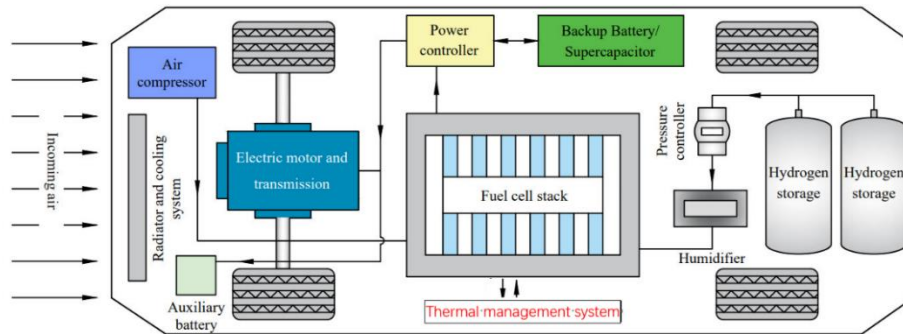 Incoming air
Air
compressor
Radiator and cooling
system
Auxiliary
battery
Electric motor and
transmission
Power
controller
Backup Battery/
Supercapacitor
Fuel cell stack
Thermal·management·system
Pressure
controller
Humidifier
Hydrogen
storage
Hydrogen
storage